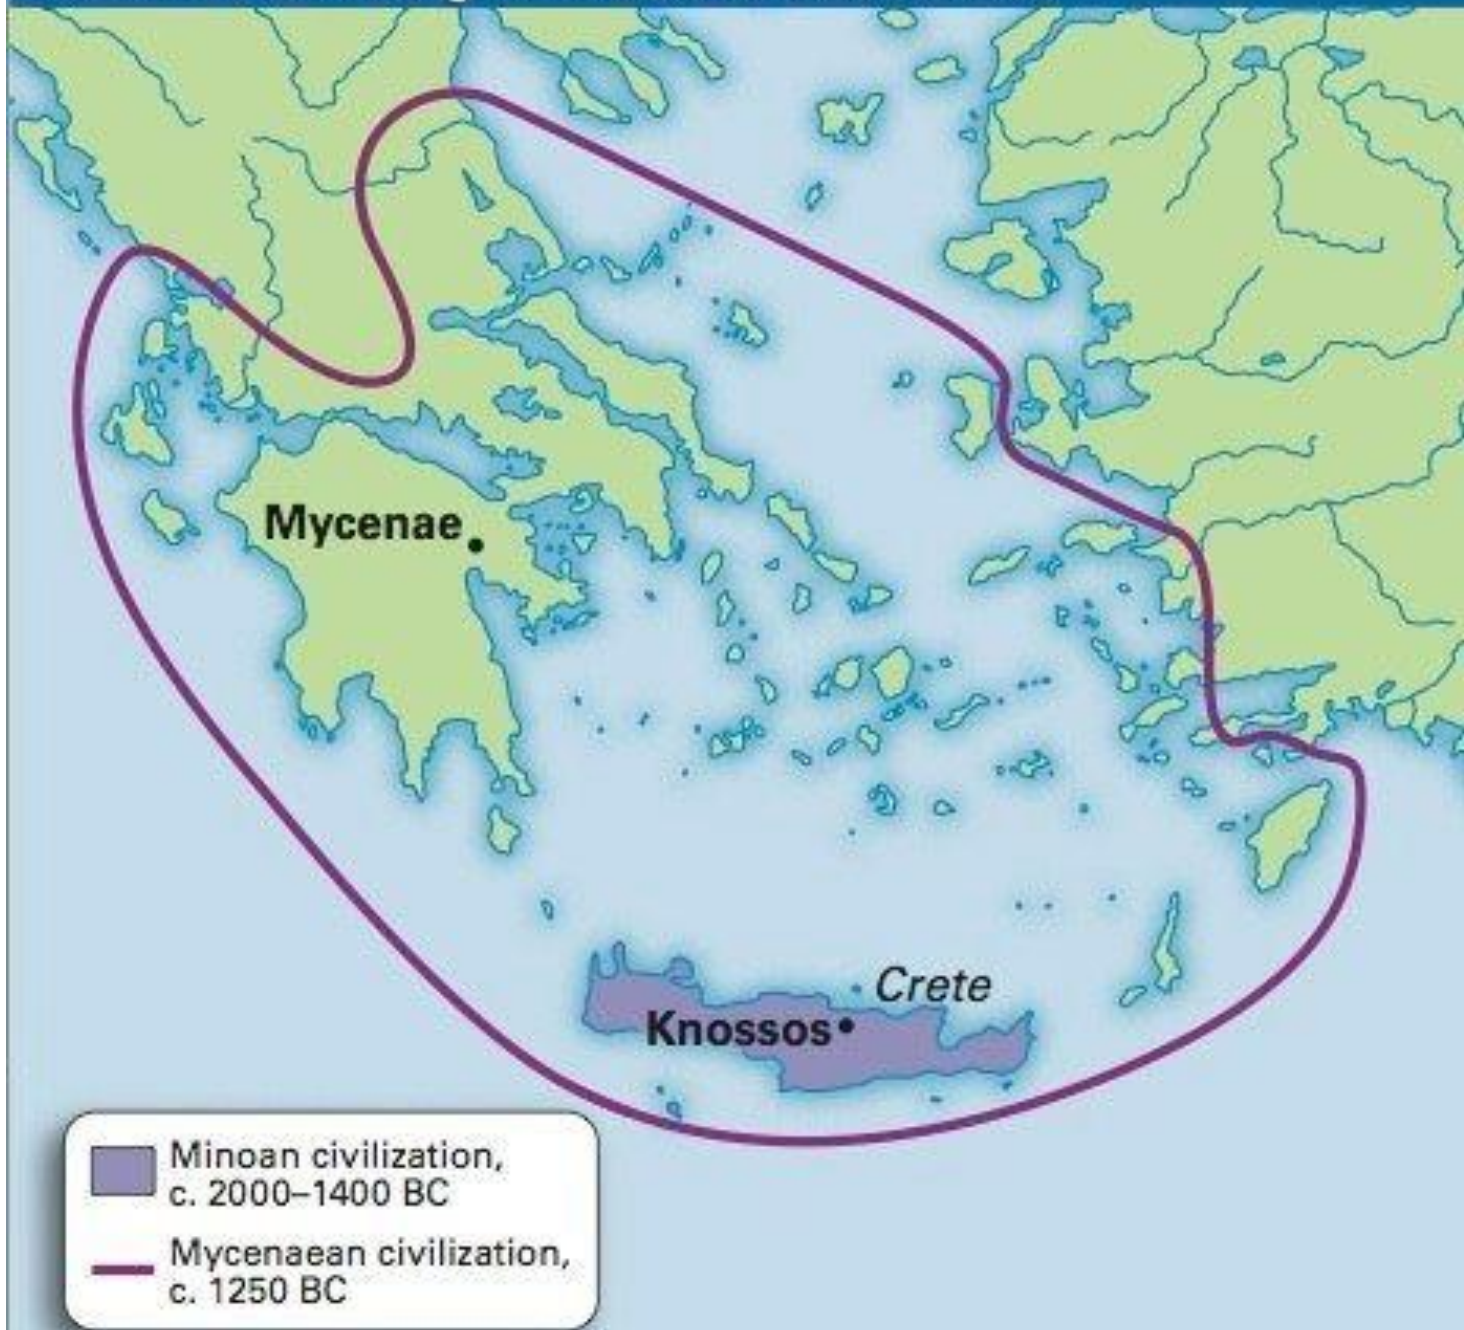 Mycenae
Crete
Knossos
Minoan civilization,
c. 2000–1400 BC
Mycenaean civilization,
c. 1250 BC